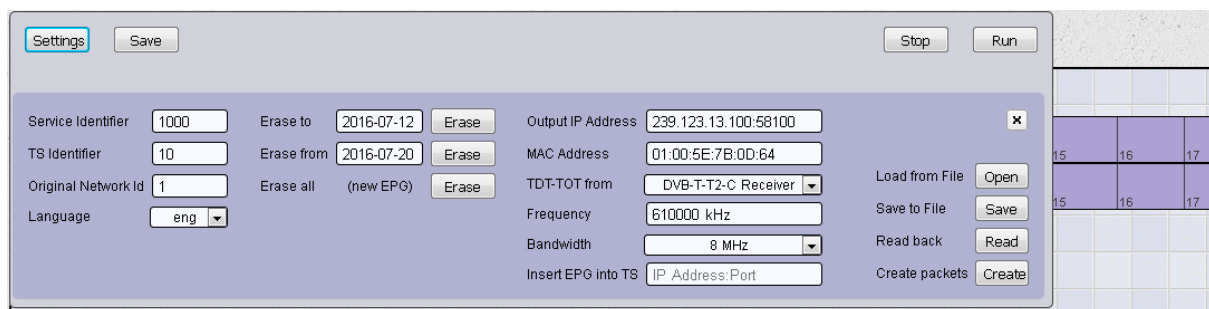 Settings Save Stop Run
Service Identifier 1000 Erase to 2016-07-12 Erase Output IP Address 239.123.13.100:58100 ×
TS Identifier 10 Erase from 2016-07-20 Erase MAC Address 01:00:5E:7B:0D:64 15 16 17
Original Network Id 1 Erase all (new EPG) Erase TDT-TOT from DVB-T-T2-C Receiver Load from File Open
Language eng Frequency 610000 kHz Save to File Save 15 16 17
Bandwidth 8 MHz Read back Read
Insert EPG into TS IP Address:Port Create packets Create